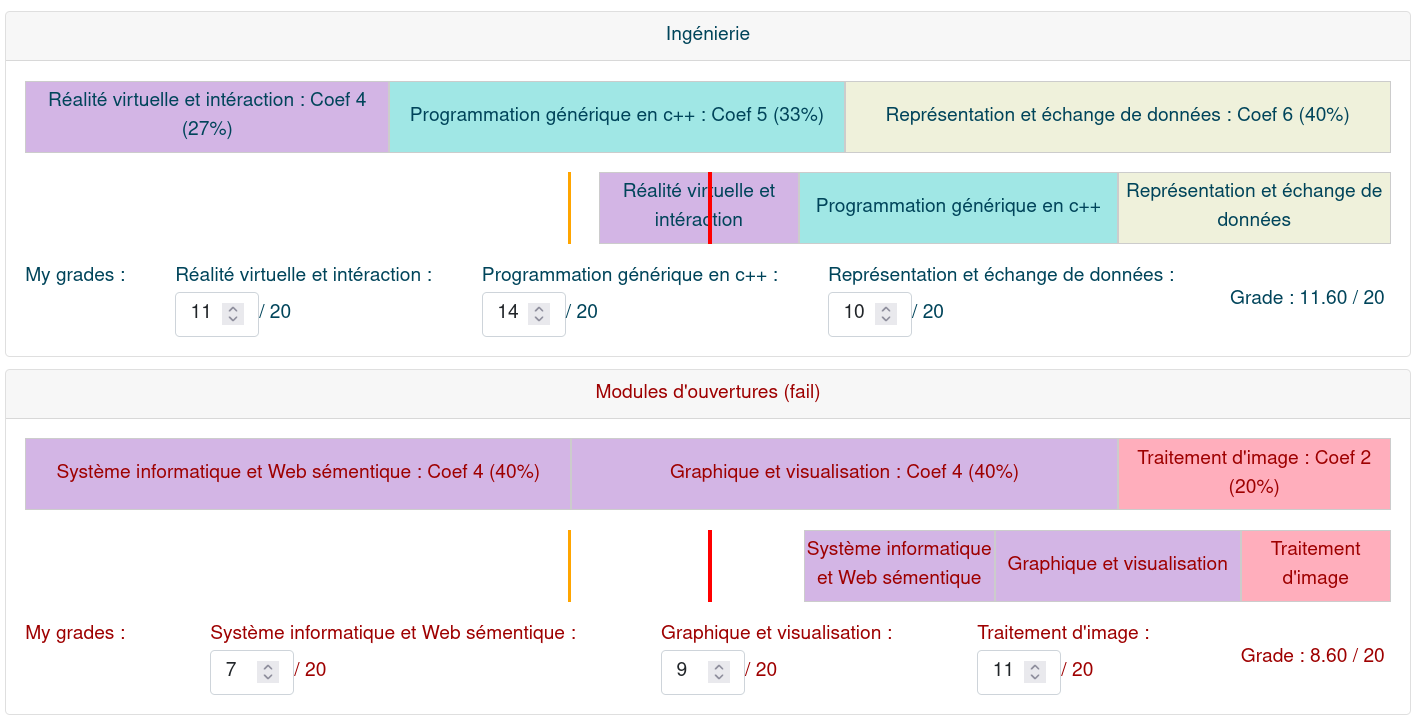 Ingénierie
Réalité virtuelle et intéraction : Coef 4
(27%)
Programmation générique en c++ : Coef 5 (33%)
Représentation et échange de données : Coef 6 (40%)
Réalité virtuelle et
intéraction
Programmation générique en c++
Représentation et échange de
données
My grades :
Réalité virtuelle et intéraction :
11 / 20
Programmation générique en c++ :
14 / 20
Représentation et échange de données :
10 / 20
Grade : 11.60 / 20
Modules d'ouvertures (fail)
Système informatique et Web sémentique : Coef 4 (40%)
Graphique et visualisation : Coef 4 (40%)
Traitement d'image : Coef 2
(20%)
Système informatique
et Web sémentique
Graphique et visualisation
Traitement
d'image
My grades :
Système informatique et Web sémentique :
7 / 20
Graphique et visualisation :
9 / 20
Traitement d'image :
11 / 20
Grade : 8.60 / 20